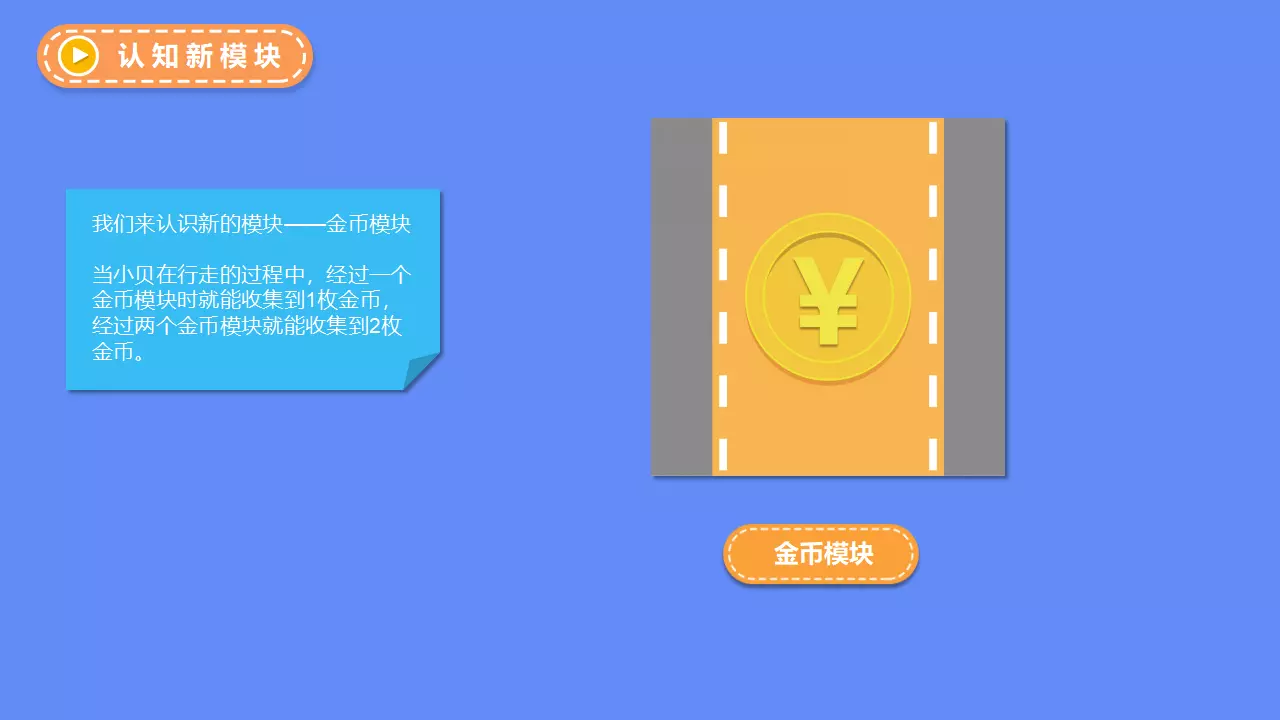 认知新模块
我们来认识新的模块——金币模块
当小贝在行走的过程中，经过一个
金币模块时就能收集到1枚金币，
经过两个金币模块就能收集到2枚
金币。
¥
金币模块